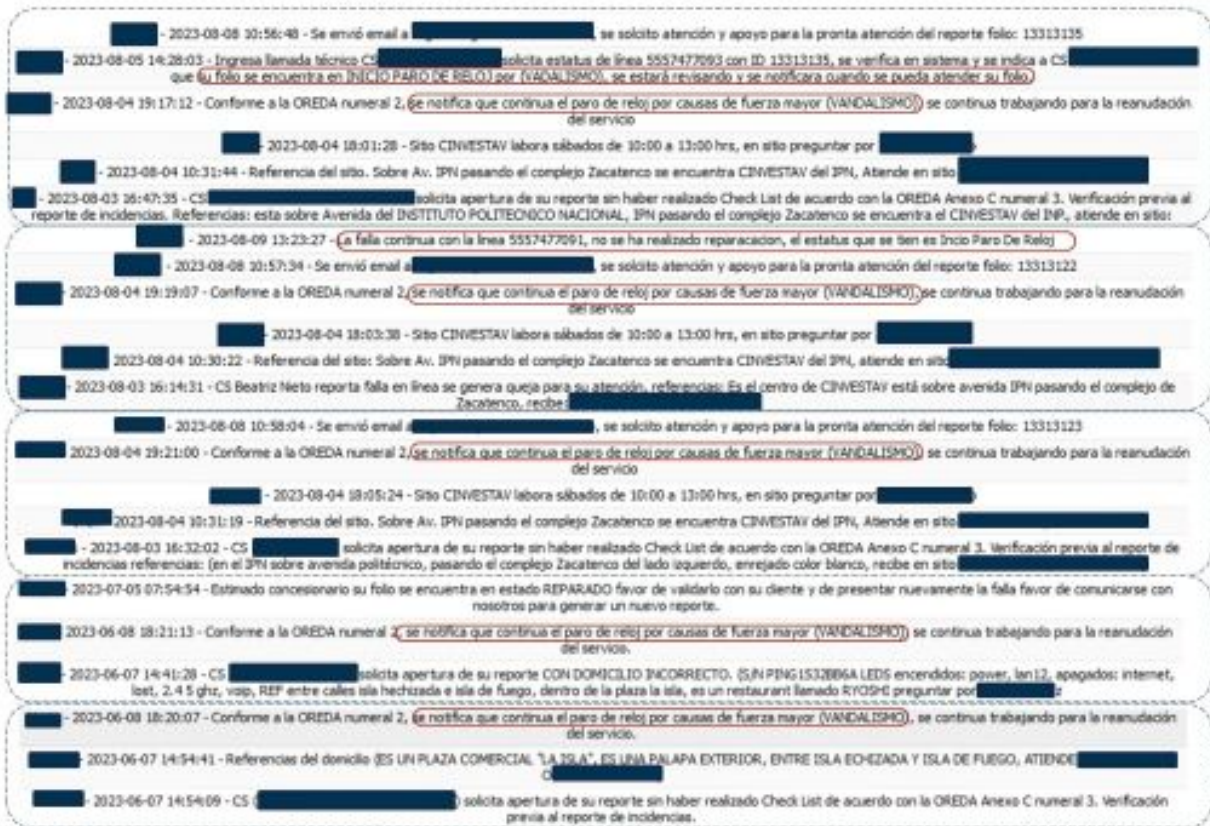 - 2023-08-08 10:56:48 - Se envió email a , se solcito atención y apoyo para la pronta atención del reporte folio: 13313135
- 2023-08-05 14:28:03 - Ingresa llamada técnico CS solicita estatus de línea 5557477093 con ID 13313135, se verifica en sistema y se indica a CS
que su folio se encuentra en INICIO PARO DE RELOJ por (VADALISMO), se estará revisando y se notificara cuando se pueda atender su folio
- 2023-08-04 19:17:12 - Conforme a la OREDA numeral 2, se notifica que continua el paro de reloj por causas de fuerza mayor (VANDALISMO), se continua trabajando para la reanudación
del servicio
- 2023-08-04 18:01:28 - Sitio CINVESTAV labora sábados de 10:00 a 13:00 hrs, en sitio preguntar por
- 2023-08-04 10:31:44 - Referencia del sitio. Sobre Av. IPN pasando el complejo Zacatenco se encuentra CINVESTAV del IPN, Atiende en sitio
- 2023-08-03 16:47:35 - CS solicita apertura de su reporte sin haber realizado Check List de acuerdo con la OREDA Anexo C numeral 3. Verificación previa al
reporte de incidencias. Referencias: esta sobre Avenida del INSTITUTO POLITECNICO NACIONAL, IPN pasando el complejo Zacatenco se encuentra el CINVESTAV del INP, atiende en sitio:
- 2023-08-09 13:23:27 - La falla continua con la linea 5557477091, no se ha realizado reparacacion, el estatus que se tien es Incio Paro De Reloj
- 2023-08-08 10:57:34 - Se envió email a , se solcito atención y apoyo para la pronta atención del reporte folio: 13313122
- 2023-08-04 19:19:07 - Conforme a la OREDA numeral 2, se notifica que continua el paro de reloj por causas de fuerza mayor (VANDALISMO), se continua trabajando para la reanudación
del servicio
- 2023-08-04 18:03:38 - Sitio CINVESTAV labora sábados de 10:00 a 13:00 hrs, en sitio preguntar por
2023-08-04 10:30:22 - Referencia del sitio: Sobre Av. IPN pasando el complejo Zacatenco se encuentra CINVESTAV del IPN, atiende en sitio
- 2023-08-03 16:14:31 - CS Beatriz Nieto reporta falla en línea se genera queja para su atención, referencias: Es el centro de CINVESTAV está sobre avenida IPN pasando el complejo de
Zacatenco, recibe:
- 2023-08-08 10:58:04 - Se envió email a , se solcito atención y apoyo para la pronta atención del reporte folio: 13313123
2023-08-04 19:21:00 - Conforme a la OREDA numeral 2, se notifica que continua el paro de reloj por causas de fuerza mayor (VANDALISMO), se continua trabajando para la reanudación
del servicio
- 2023-08-04 18:05:24 - Sitio CINVESTAV labora sábados de 10:00 a 13:00 hrs, en sitio preguntar por
2023-08-04 10:31:19 - Referencia del sitio. Sobre Av. IPN pasando el complejo Zacatenco se encuentra CINVESTAV del IPN, Atiende en sitio
- 2023-08-03 16:32:02 - CS solicita apertura de su reporte sin haber realizado Check List de acuerdo con la OREDA Anexo C numeral 3. Verificación previa al reporte de
incidencias referencias: [en el IPN sobre avenida politécnico, pasando el complejo Zacatenco del lado izquierdo, enrejado color blanco, recibe en sitio
- 2023-07-05 07:54:54 - Estimado concesionario su folio se encuentra en estado REPARADO favor de validarlo con su cliente y de presentar nuevamente la falla favor de comunicarse con
nosotros para generar un nuevo reporte.
2023-06-08 18:21:13 - Conforme a la OREDA numeral 2, se notifica que continua el paro de reloj por causas de fuerza mayor (VANDALISMO), se continua trabajando para la reanudación
del servicio.
- 2023-06-07 14:41:28 - CS solicita apertura de su reporte CON DOMICILIO INCORRECTO. (S/N PING1532BB6A LEDS encendidos: power, lan12, apagados: internet,
lost, 2.4 5 ghz, voip, REF entre calles isla hechizada e isla de fuego, dentro de la plaza la isla, es un restaurant llamado RYOSHI preguntar por
- 2023-06-08 18:20:07 - Conforme a la OREDA numeral 2, se notifica que continua el paro de reloj por causas de fuerza mayor (VANDALISMO), se continua trabajando para la reanudación
del servicio.
- 2023-06-07 14:54:41 - Referencias del domicilio (ES UN PLAZA COMERCIAL "LA ISLA", ES UNA PALAPA EXTERIOR, ENTRE ISLA ECHIZADA Y ISLA DE FUEGO, ATIENDE
- 2023-06-07 14:54:09 - CS ( ) solicita apertura de su reporte sin haber realizado Check List de acuerdo con la OREDA Anexo C numeral 3. Verificación
previa al reporte de incidencias.